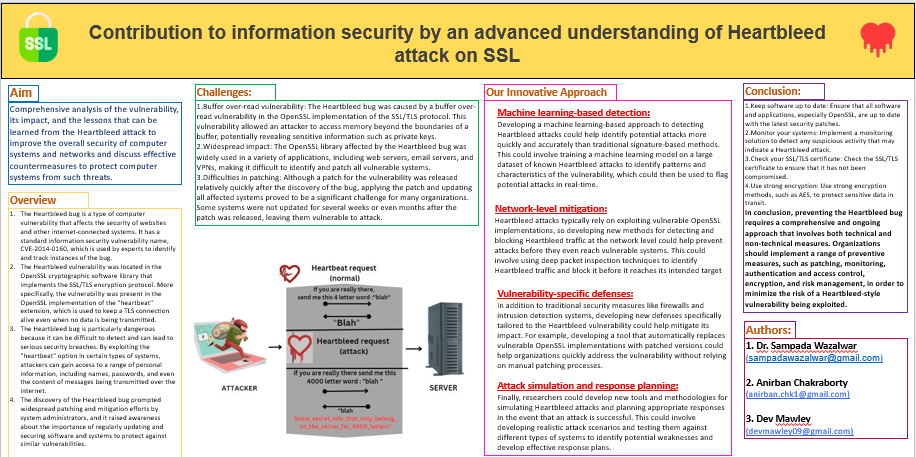 SSL
Contribution to information security by an advanced understanding of Heartbleed
attack on SSL
Aim
Comprehensive analysis of the vulnerability,
its impact, and the lessons that can be
learned from the Heartbleed attack to
improve the overall security of computer
systems and networks and discuss effective
countermeasures to protect computer
systems from such threats.
Overview
1. The Heartbleed bug is a type of computer
vulnerability that affects the security of websites
and other internet-connected systems. It has a
standard information security vulnerability name,
CVE-2014-0160, which is used by experts to identify
and track instances of the bug.
2. The Heartbleed vulnerability was located in the
OpenSSL cryptographic software library that
implements the SSL/TLS encryption protocol. More
specifically, the vulnerability was present in the
OpenSSL implementation of the "heartbeat"
extension, which is used to keep a TLS connection
alive even when no data is being transmitted.
3. The Heartbleed bug is particularly dangerous
because it can be difficult to detect and can lead to
serious security breaches. By exploiting the
"heartbeat" option in certain types of systems,
attackers can gain access to a range of personal
information, including names, passwords, and even
the content of messages being transmitted over the
internet.
4. The discovery of the Heartbleed bug prompted
widespread patching and mitigation efforts by
system administrators, and it raised awareness
about the importance of regularly updating and
securing software and systems to protect against
similar vulnerabilities.
Challenges:
1.Buffer over-read vulnerability: The Heartbleed bug was caused by a buffer over-
read vulnerability in the OpenSSL implementation of the SSL/TLS protocol. This
vulnerability allowed an attacker to access memory beyond the boundaries of a
buffer, potentially revealing sensitive information such as private keys.
2.Widespread impact: The OpenSSL library affected by the Heartbleed bug was
widely used in a variety of applications, including web servers, email servers, and
VPNs, making it difficult to identify and patch all vulnerable systems.
3.Difficulties in patching: Although a patch for the vulnerability was released
relatively quickly after the discovery of the bug, applying the patch and updating
all affected systems proved to be a significant challenge for many organizations.
Some systems were not updated for several weeks or even months after the
patch was released, leaving them vulnerable to attack.
Heartbeat request
(normal)
If you are really there,
send me this 4 letter word :"blah"
"Blah"
Heartbleed request
(attack)
if you are really there send me this
4000 letter word : "blah "
"blah
Some_secret_info_that_only_belong_
on_the_server_for_4000_letters"
ATTACKER
SERVER
Our Innovative Approach
Machine learning-based detection:
Developing a machine learning-based approach to detecting
Heartbleed attacks could help identify potential attacks more
quickly and accurately than traditional signature-based methods.
This could involve training a machine learning model on a large
dataset of known Heartbleed attacks to identify patterns and
characteristics of the vulnerability, which could then be used to flag
potential attacks in real-time.
Network-level mitigation:
Heartbleed attacks typically rely on exploiting vulnerable OpenSSL
implementations, so developing new methods for detecting and
blocking Heartbleed traffic at the network level could help prevent
attacks before they even reach vulnerable systems. This could
involve using deep packet inspection techniques to identify
Heartbleed traffic and block it before it reaches its intended target
Vulnerability-specific defenses:
In addition to traditional security measures like firewalls and
intrusion detection systems, developing new defenses specifically
tailored to the Heartbleed vulnerability could help mitigate its
impact. For example, developing a tool that automatically replaces
vulnerable OpenSSL implementations with patched versions could
help organizations quickly address the vulnerability without relying
on manual patching processes.
Attack simulation and response planning:
Finally, researchers could develop new tools and methodologies for
simulating Heartbleed attacks and planning appropriate responses
in the event that an attack is successful. This could involve
developing realistic attack scenarios and testing them against
different types of systems to identify potential weaknesses and
develop effective response plans.
Conclusion:
1.Keep software up to date: Ensure that all software
and applications, especially OpenSSL, are up to date
with the latest security patches.
2.Monitor your systems: Implement a monitoring
solution to detect any suspicious activity that may
indicate a Heartbleed attack.
3.Check your SSL/TLS certificate: Check the SSL/TLS
certificate to ensure that it has not been
compromised.
4.Use strong encryption: Use strong encryption
methods, such as AES, to protect sensitive data in
transit.
In conclusion, preventing the Heartbleed bug
requires a comprehensive and ongoing
approach that involves both technical and
non-technical measures. Organizations
should implement a range of preventive
measures, such as patching, monitoring,
authentication and access control,
encryption, and risk management, in order to
minimize the risk of a Heartbleed-style
vulnerability being exploited.
Authors:
1. Dr. Sampada Wazalwar
(sampadawazalwar@gmail.com)
2. Anirban Chakraborty
(anirban.chk1@gmail.com)
3. Dev Mawley
(devmawley09@gmail.com)